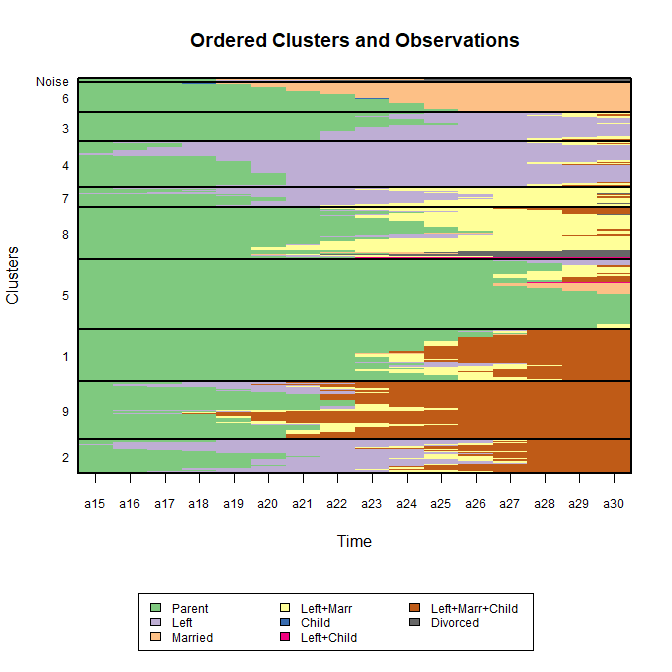 Ordered Clusters and Observations
Noise
6
3
4
7
8
5
1
9
2
Clusters
a15 a16 a17 a18 a19 a20 a21 a22 a23 a24 a25 a26 a27 a28 a29 a30
Time
Parent Left+Marr Left+Marr+Child
Left Child Divorced
Married Left+Child